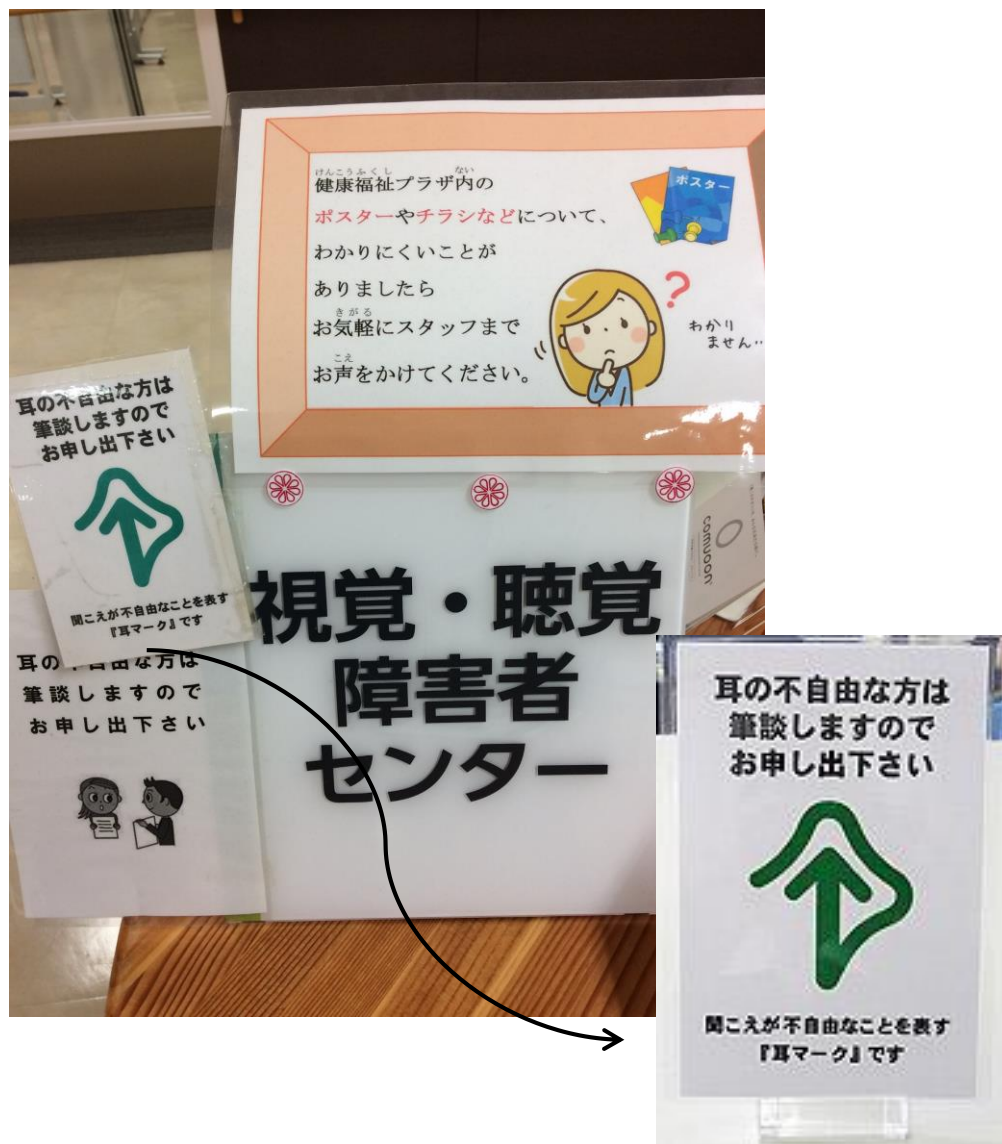 健康福祉プラザ内の
けんこうふくし
ない
ポスターやチラシなどについて、
わかりにくいことが
ありましたら
お気軽にスタッフまで
きがる
お声をかけてください。
こえ
ポスター
?
わかり
ません・・
耳の不自由な方は
筆談しますので
お申し出下さい
聞こえが不自由なことを表す
『耳マーク』です
耳の不自由な方は
筆談しますので
お申し出下さい
視覚・聴覚
障害者
センター
comuoon
耳の不自由な方は
筆談しますので
お申し出下さい
聞こえが不自由なことを表す
『耳マーク』です